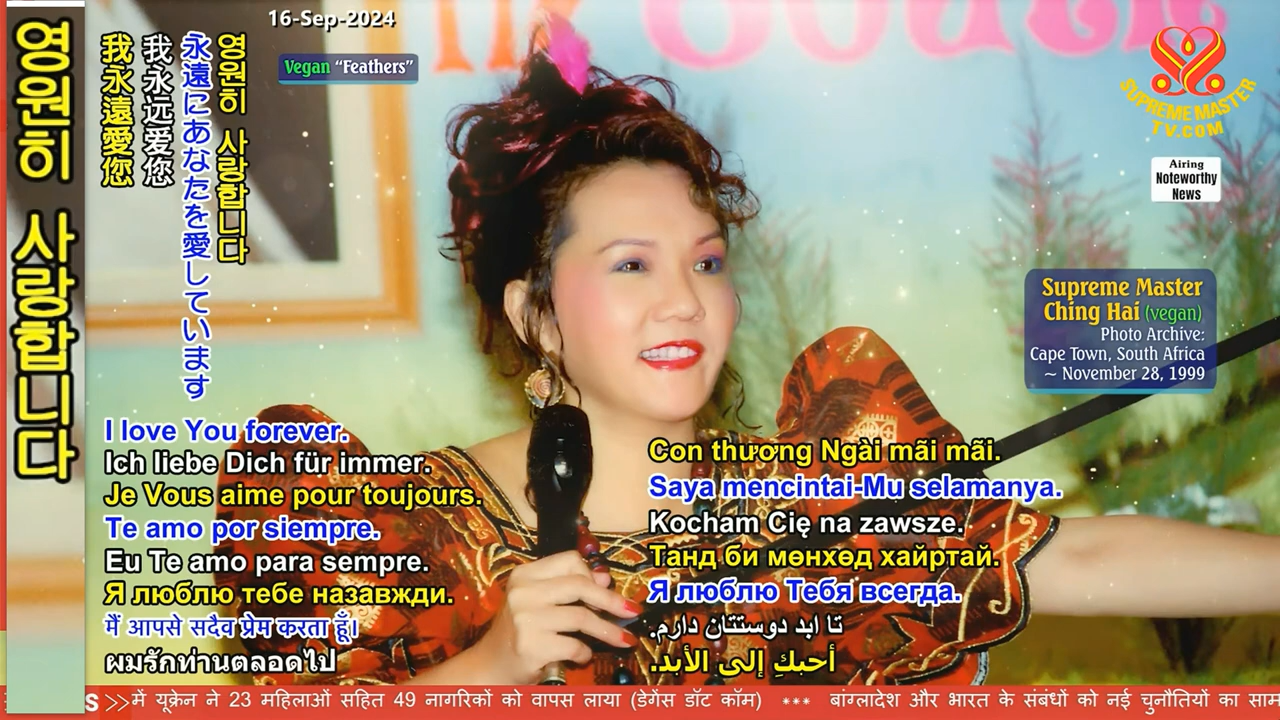 영원히 사랑합니다
16-Sep-2024
Vegan “Feathers”
영원히 사랑합니다
永遠にあなたを愛しています
我永远爱您
我永遠愛您
SUPREME MASTER
TV.COM
Airing
Noteworthy
News
Supreme Master
Ching Hai (vegan)
Photo Archive:
Cape Town, South Africa
~ November 28, 1999
I love You forever.
Ich liebe Dich für immer.
Je Vous aime pour toujours.
Te amo por siempre.
Eu Te amo para sempre.
Я люблю тебе назавжди.
मैं आपसे सदैव प्रेम करता हूँ।
ผมรักท่านตลอดไป
Con thương Ngài mãi mãi.
Saya mencintai-Mu selamanya.
Kocham Cię na zawsze.
Танд би мөнхөд хайртай.
Я люблю Тебя всегда.
تا ابد دوستتان دارم.
أحبكِ إلى الأبد.
S >>में यूक्रेन ने 23 महिलाओं सहित 49 नागरिकों को वापस लाया (डेगेंस डॉट कॉम) *** बांग्लादेश और भारत के संबंधों को नई चुनौतियों का साम